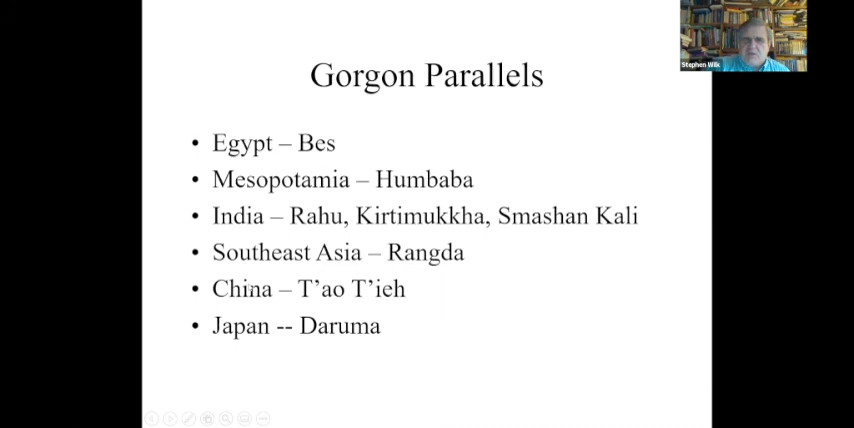 Stephen Wilk
Gorgon Parallels
• Egypt – Bes
• Mesopotamia – Humbaba
• India – Rahu, Kirtimukkha, Smashan Kali
• Southeast Asia – Rangda
• China – T’ao T’ieh
• Japan -- Daruma